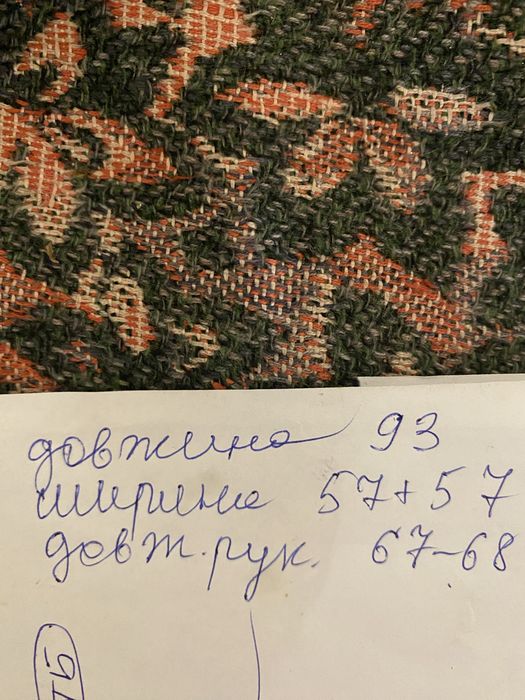 довжина 93
ширина 57+57
довж.рук. 67-68